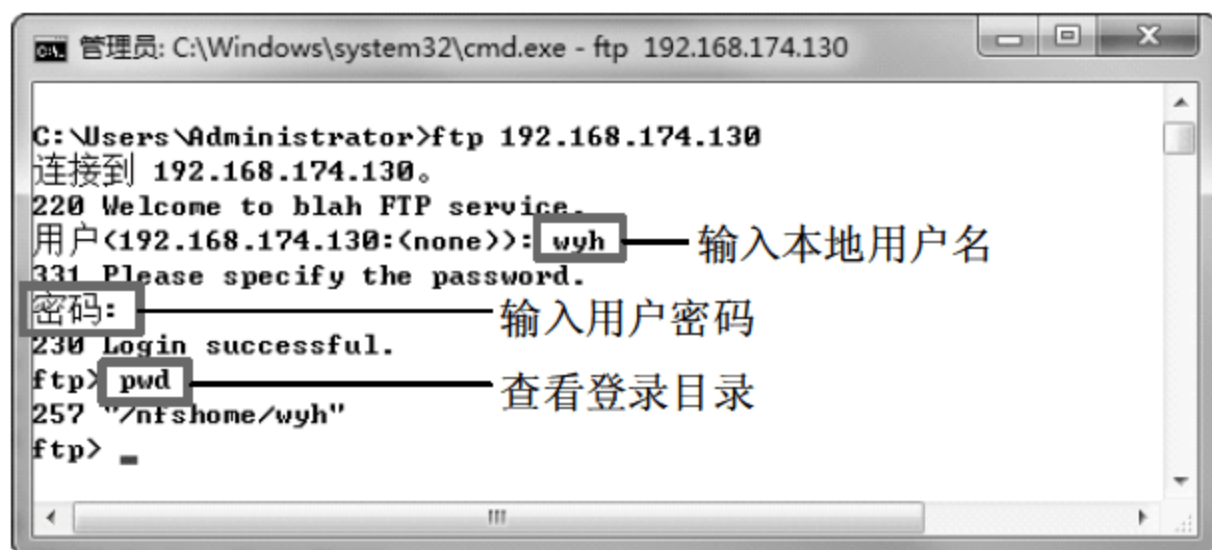 管理员: C:\Windows\system32\cmd.exe - ftp 192.168.174.130
C:\Users\Administrator>ftp 192.168.174.130
连接到 192.168.174.130。
220 Welcome to blah FTP service.
用户(192.168.174.130:(none)): wyh 输入本地用户名
331 Please specify the password.
密码: 输入用户密码
230 Login successful.
ftp> pwd 查看登录目录
257 "/nfshome/wyh"
ftp>